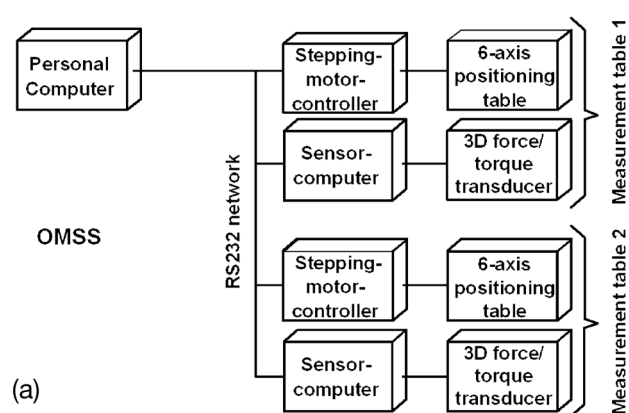 Personal
Computer
Stepping-
motor-
controller
6-axis
positioning
table
Sensor-
computer
3D force/
torque
transducer
Measurement table 1
OMSS
RS232 network
Stepping-
motor-
controller
6-axis
positioning
table
Sensor-
computer
3D force/
torque
transducer
Measurement table 2
(a)